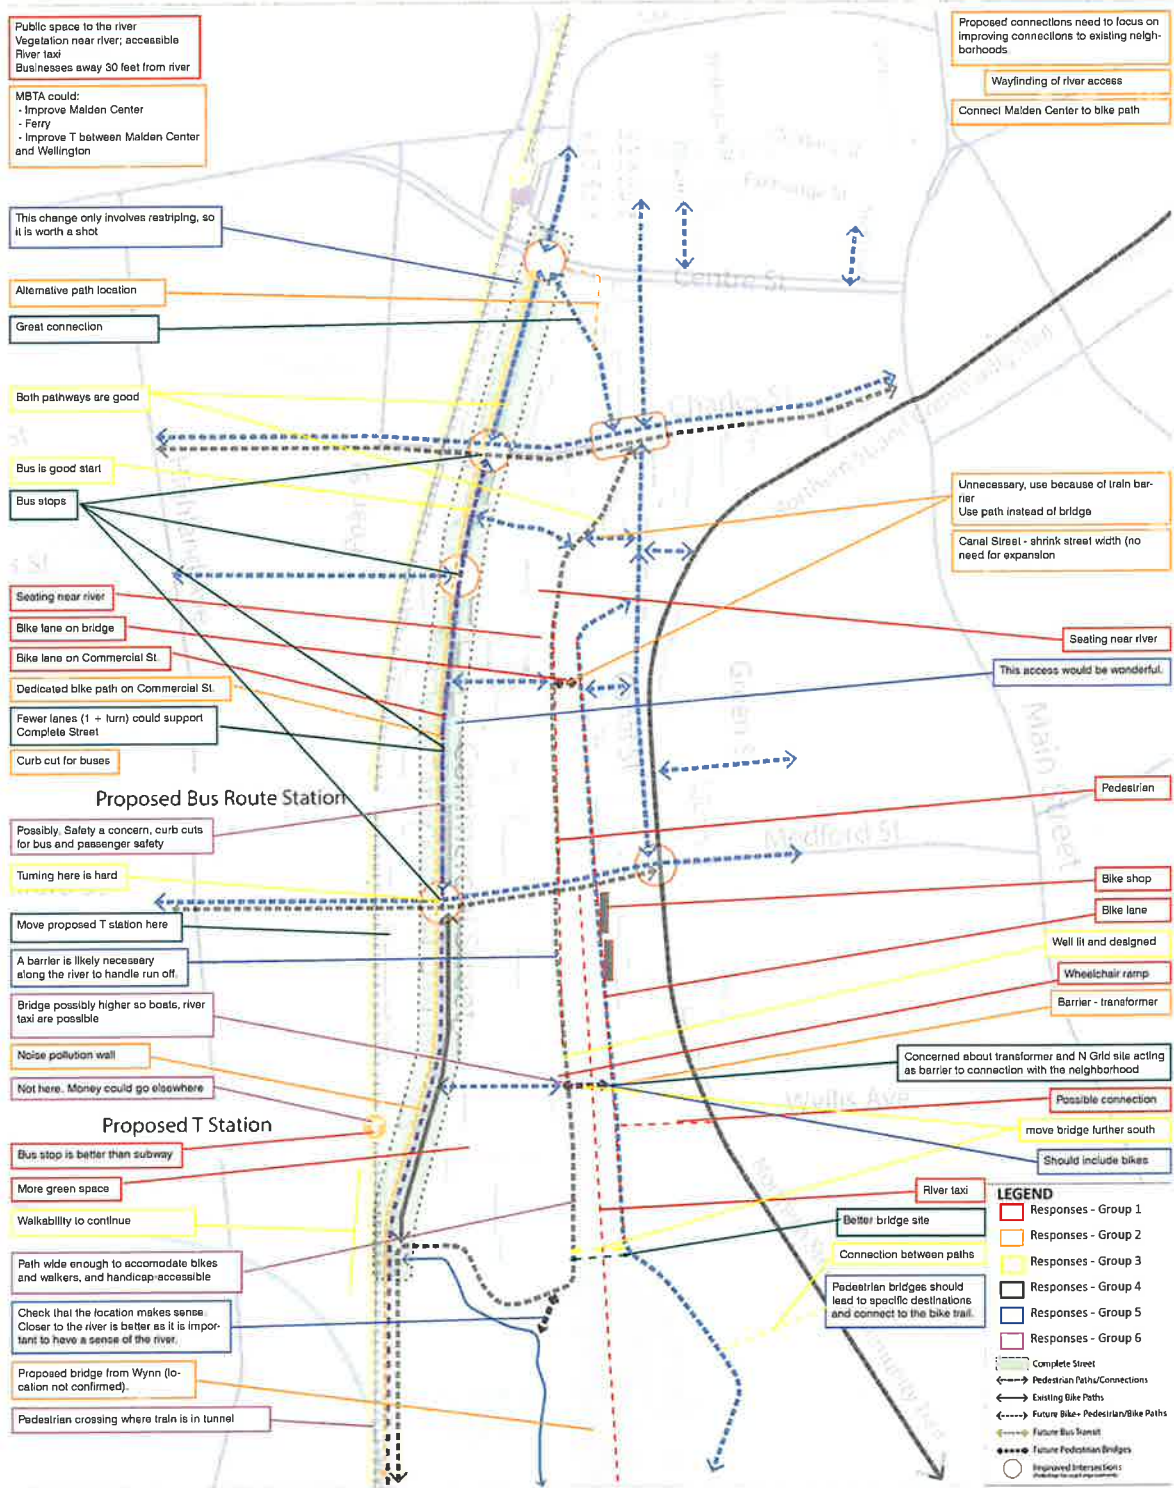 Public space to the river
Vegetation near river; accessible
River taxi
Businesses away 30 feet from river
MBTA could:
- Improve Malden Center
- Ferry
- Improve T between Malden Center
and Wellington
Proposed connections need to focus on
improving connections to existing neigh-
borhoods.
Wayfinding of river access
Connect Malden Center to bike path
This change only involves restriping, so
it is worth a shot
Alternative path location
Great connection
Both pathways are good
Bus is good start
Bus stops
Centre St
Charles St
Unnecessary, use because of train bar-
rier
Use path instead of bridge
Canal Street - shrink street width (no
need for expansion
Seating near river
Bike lane on bridge
Bike lane on Commercial St.
Dedicated bike path on Commercial St.
Fewer lanes (1 + turn) could support
Complete Street
Curb cut for buses
Seating near river
This access would be wonderful.
Green St
Main Street
Proposed Bus Route Station
Possibly. Safety a concern, curb cuts
for bus and passenger safety
Turning here is hard
Move proposed T station here
A barrier is likely necessary
along the river to handle run off.
Bridge possibly higher so boats, river
taxi are possible
Noise pollution wall
Not here. Money could go elsewhere
Medford St
Pedestrian
Bike shop
Bike lane
Well lit and designed
Wheelchair ramp
Barrier - transformer
Concerned about transformer and N Grid site acting
as barrier to connection with the neighborhood
Wellis Ave
Possible connection
move bridge further south
Should include bikes
Proposed T Station
Bus stop is better than subway
More green space
Walkability to continue
Path wide enough to accomodate bikes
and walkers, and handicap-accessible
Check that the location makes sense.
Closer to the river is better as it is impor-
tant to have a sense of the river.
Proposed bridge from Wynn (lo-
cation not confirmed).
Pedestrian crossing where train is in tunnel
River taxi
Better bridge site
Connection between paths
Pedestrian bridges should
lead to specific destinations
and connect to the bike trail.
LEGEND
Responses - Group 1
Responses - Group 2
Responses - Group 3
Responses - Group 4
Responses - Group 5
Responses - Group 6
Complete Street
Pedestrian Paths/Connections
Existing Bike Paths
Future Bike+ Pedestrian/Bike Paths
Future Bus Transit
Future Pedestrian Bridges
Improved Intersections